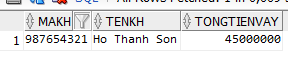 MAKH TENKH TONGTIENVAY
1 987654321 Ho Thanh Son 45000000